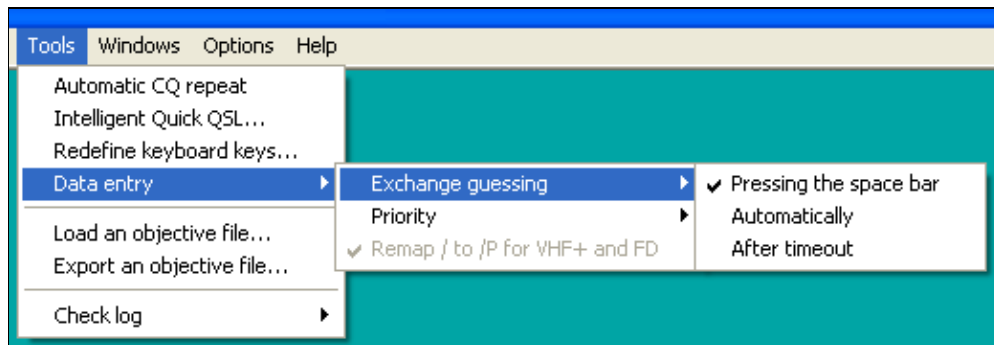 Tools Windows Options Help
Automatic CQ repeat
Intelligent Quick QSL...
Redefine keyboard keys...
Data entry
Load an objective file...
Export an objective file...
Check log
Exchange guessing
Priority
Remap / to /P for VHF+ and FD
Pressing the space bar
Automatically
After timeout